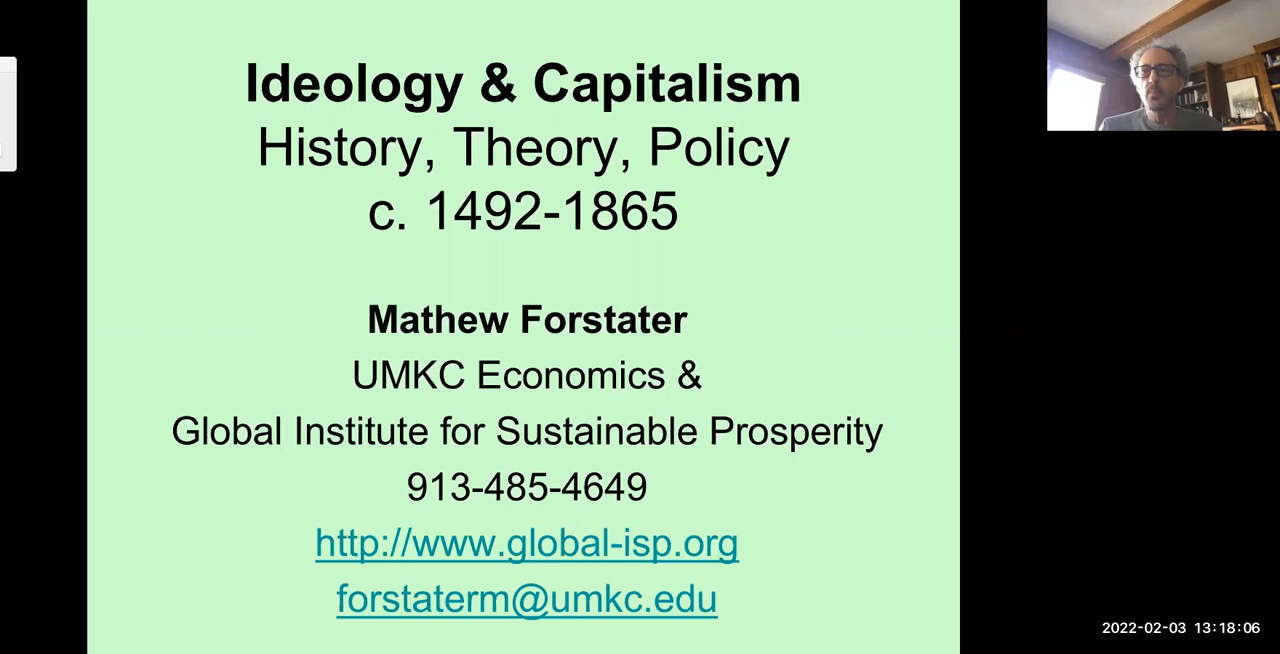 Ideology & Capitalism
History, Theory, Policy
c. 1492-1865
Mathew Forstater
UMKC Economics &
Global Institute for Sustainable Prosperity
913-485-4649
http://www.global-isp.org
forstaterm@umkc.edu
2022-02-03 13:18:06